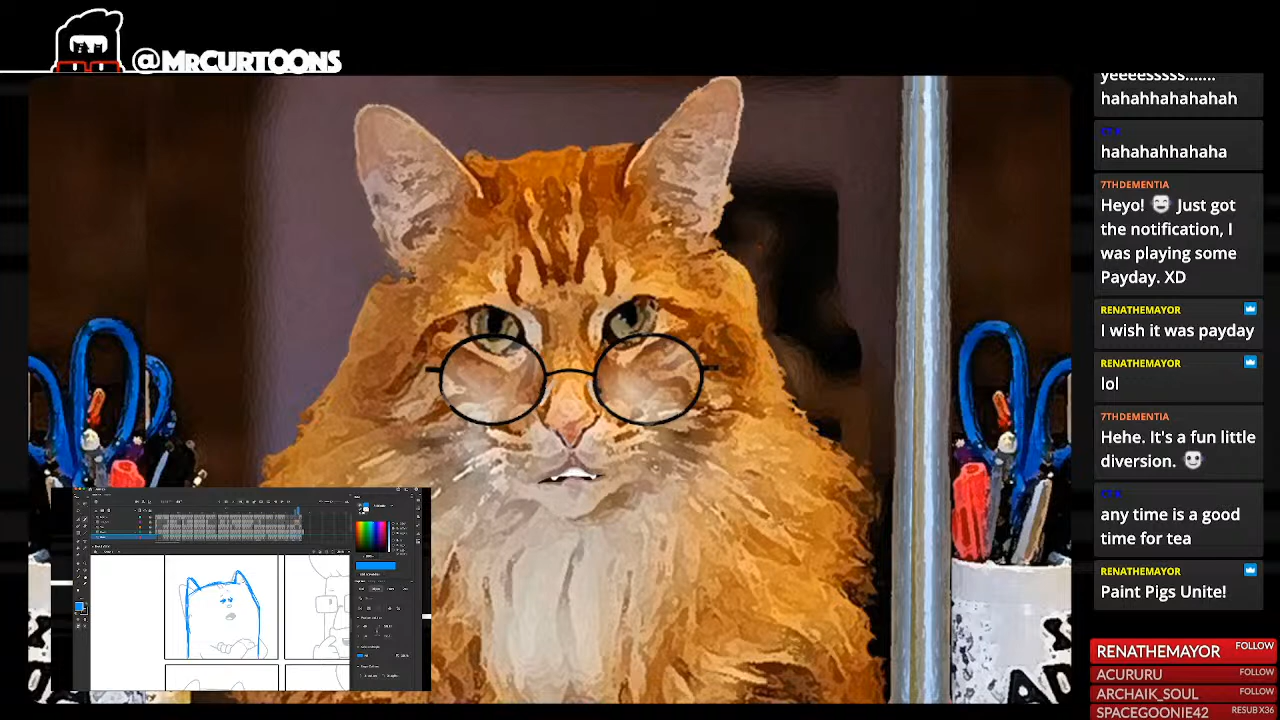 @MRCURTOONS
yeeeesssss.......
hahahhahahahah
hahahahhahaha
7THDEMENTIA
Heyo! Just got
the notification, I
was playing some
Payday. XD
RENATHEMAYOR
I wish it was payday
RENATHEMAYOR
lol
7THDEMENTIA
Hehe. It's a fun little
diversion.
Any time is a good
time for tea
RENATHEMAYOR
Paint Pigs Unite!
RENATHEMAYOR FOLLOW
ACURURU FOLLOW
ARCHAIK_SOUL FOLLOW
SPACEGOONIE42 RESUB X36